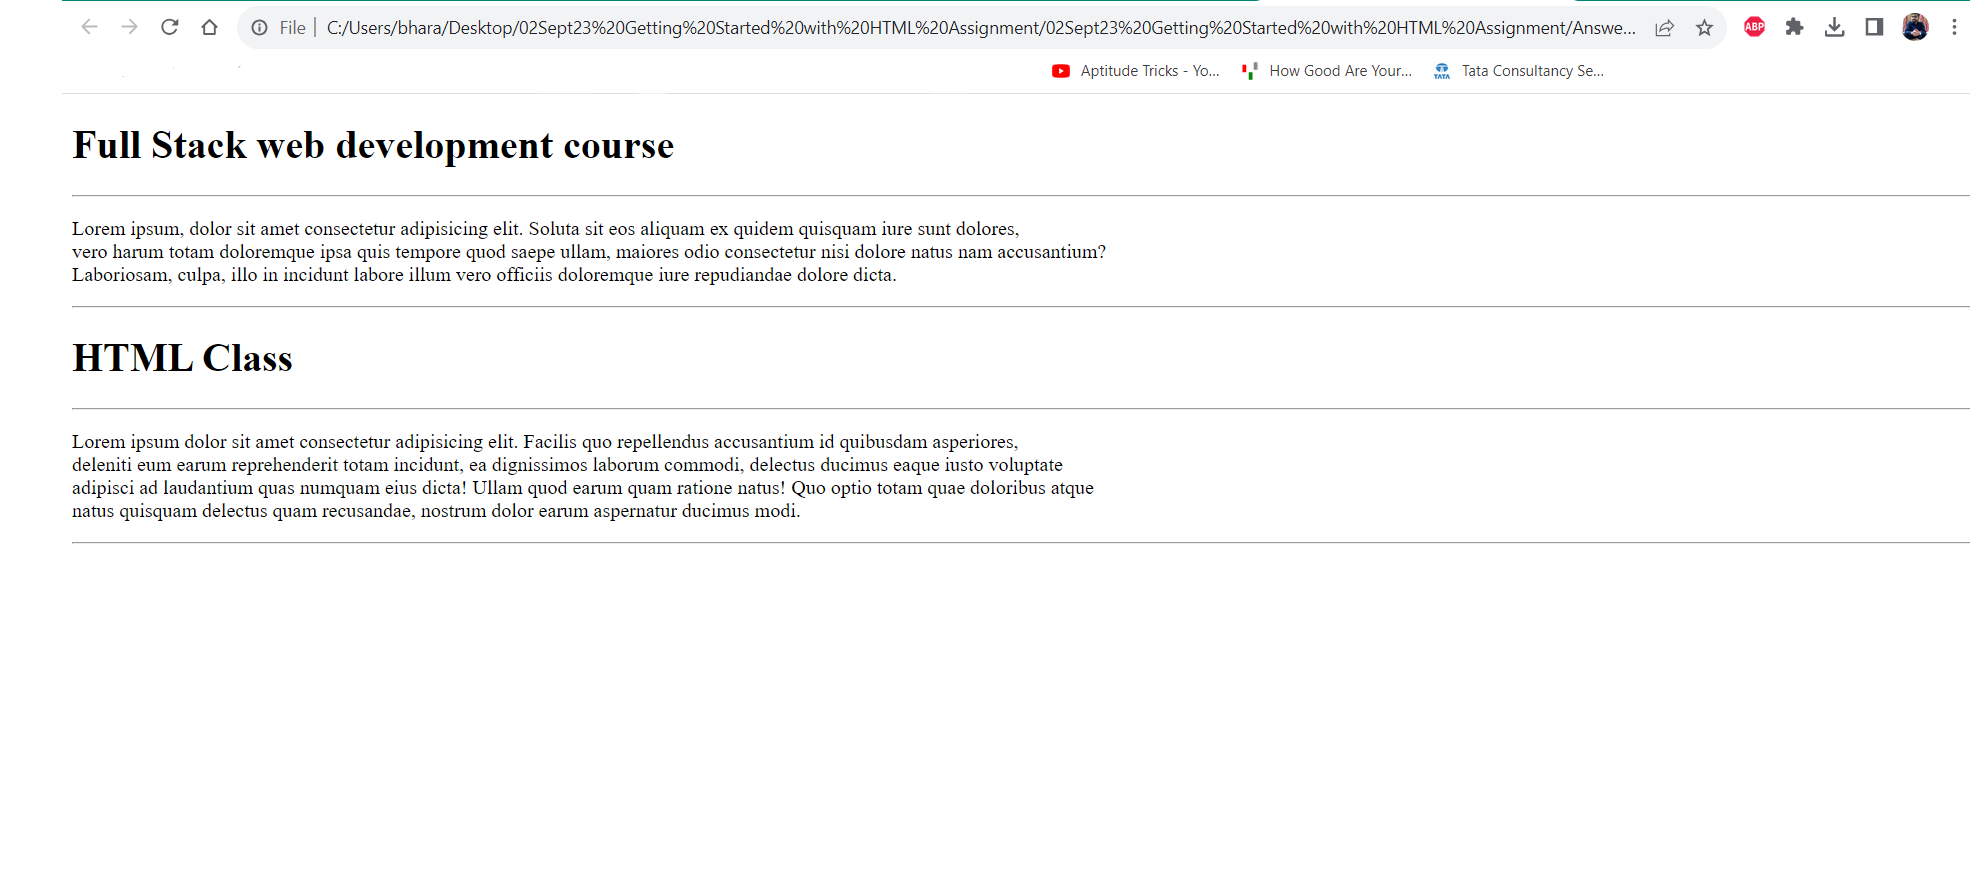 File
C:/Users/bhara/Desktop/02Sept23%20Getting%20Started%20with%20HTML%20Assignment/02Sept23%20Getting%20Started%20with%20HTML%20Assignment/Answe...
ABP
Aptitude Tricks - Yo...
How Good Are Your...
TATA
Tata Consultancy Se...
Full Stack web development course
Lorem ipsum, dolor sit amet consectetur adipisicing elit. Soluta sit eos aliquam ex quidem quisquam iure sunt dolores,
vero harum totam doloremque ipsa quis tempore quod saepe ullam, maiores odio consectetur nisi dolore natus nam accusantium?
Laboriosam, culpa, illo in incidunt labore illum vero officiis doloremque iure repudiandae dolore dicta.
HTML Class
Lorem ipsum dolor sit amet consectetur adipisicing elit. Facilis quo repellendus accusantium id quibusdam asperiores,
deleniti eum earum reprehenderit totam incidunt, ea dignissimos laborum commodi, delectus ducimus eaque iusto voluptate
adipisci ad laudantium quas numquam eius dicta! Ullam quod earum quam ratione natus! Quo optio totam quae doloribus atque
natus quisquam delectus quam recusandae, nostrum dolor earum aspernatur ducimus modi.